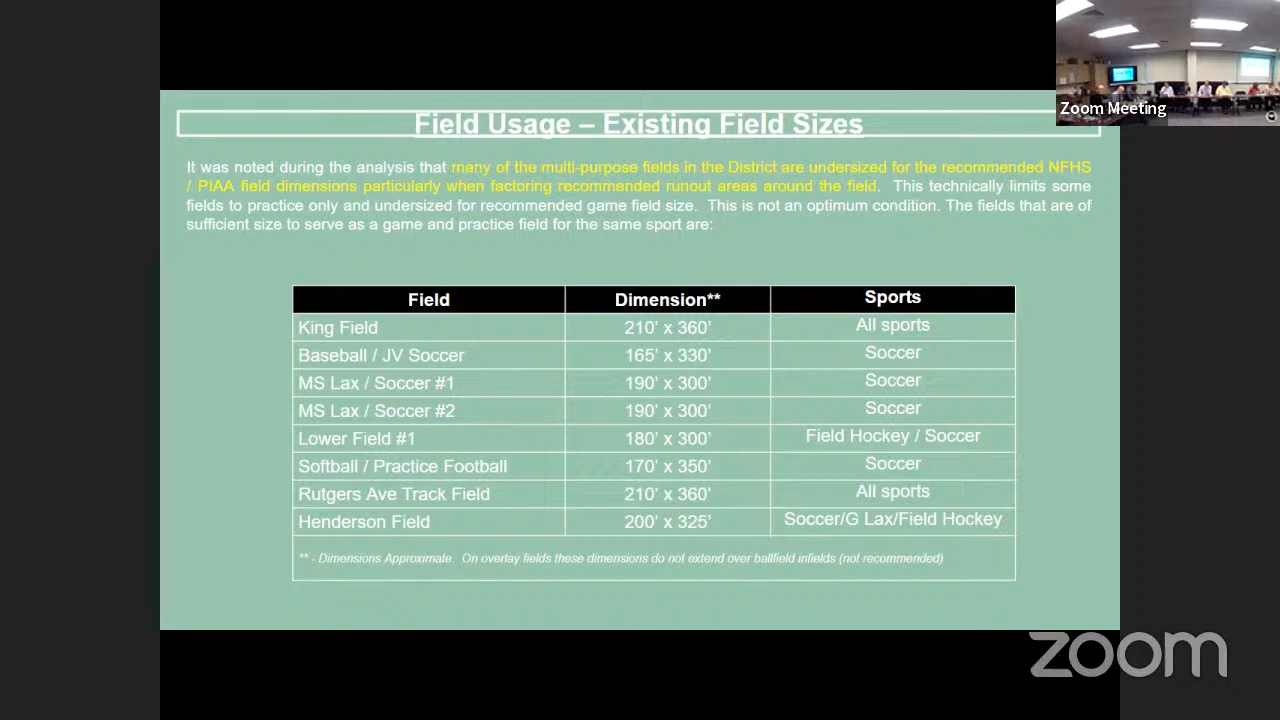 Zoom Meeting
Field Usage – Existing Field Sizes
It was noted during the analysis that many of the multi-purpose fields in the District are undersized for the recommended NFHS
/ PIAA field dimensions particularly when factoring recommended runout areas around the field. This technically limits some
fields to practice only and undersized for recommended game field size. This is not an optimum condition. The fields that are of
sufficient size to serve as a game and practice field for the same sport are:
Field Dimension** Sports
King Field 210’ x 360’ All sports
Baseball / JV Soccer 165’ x 330’ Soccer
MS Lax / Soccer #1 190’ x 300’ Soccer
MS Lax / Soccer #2 190’ x 300’ Soccer
Lower Field #1 180’ x 300’ Field Hockey / Soccer
Softball / Practice Football 170’ x 350’ Soccer
Rutgers Ave Track Field 210’ x 360’ All sports
Henderson Field 200’ x 325’ Soccer/G Lax/Field Hockey
** - Dimensions Approximate. On overlay fields these dimensions do not extend over ballfield infields (not recommended)
zoom